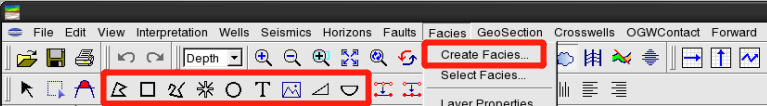 File Edit View Interpretation Wells Seismics Horizons Faults Facies GeoSection Crosswells OGWContact Forward
Depth
Create Facies...
Select Facies...
T
Layer Properties